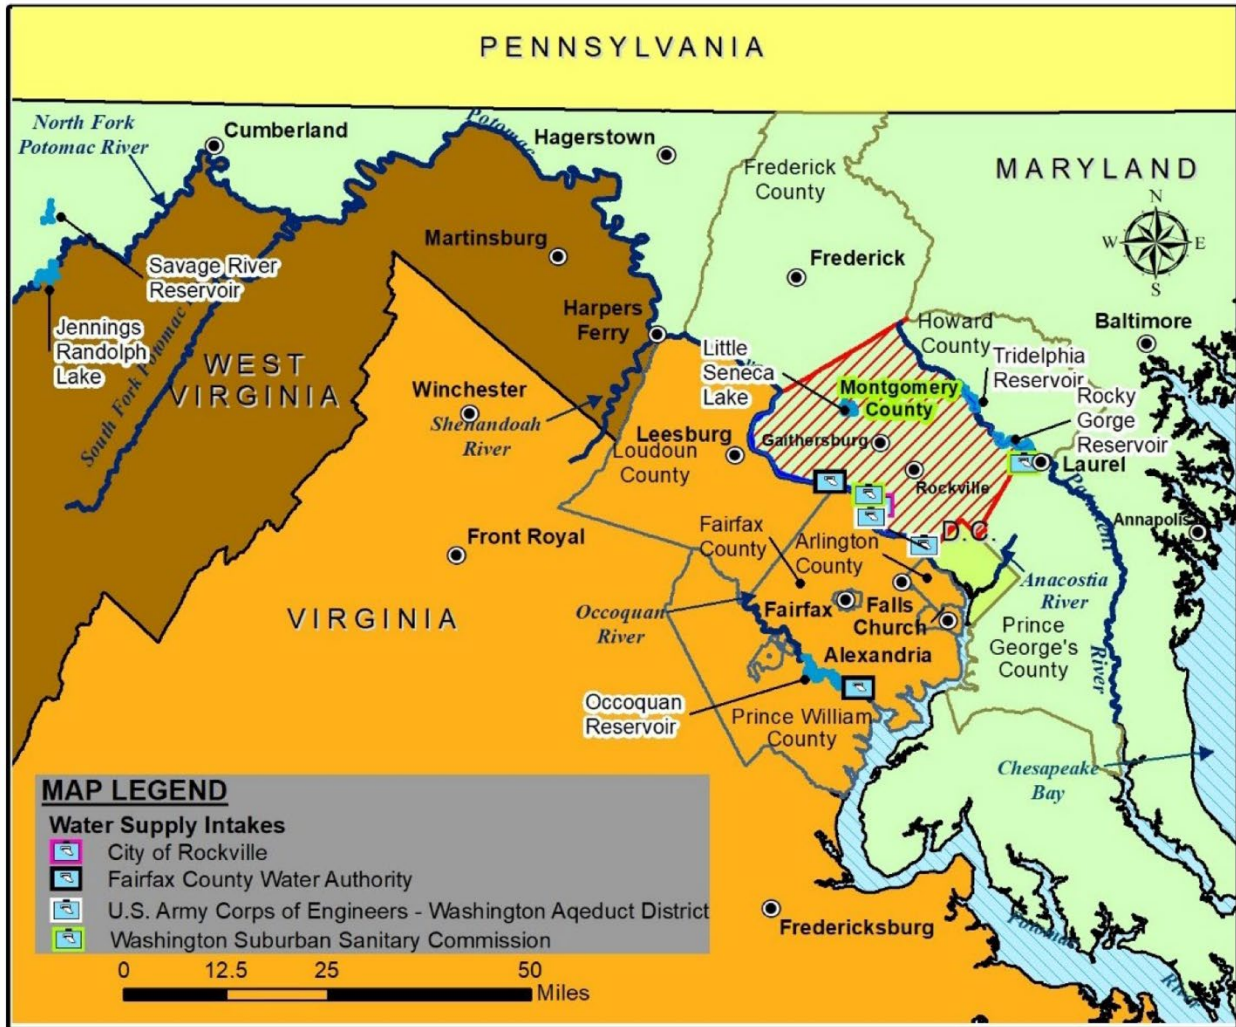 PENNSYLVANIA
North Fork
Potomac River
Cumberland
Potomac
Hagerstown
Frederick
County
MARYLAND
N
W
E
S
Martinsburg
Frederick
Savage River
Reservoir
Harpers
Ferry
Howard
County
Baltimore
Jennings
Randolph
Lake
South Fork Potomac
WEST
VIRGINIA
Little
Seneca
Lake
Tridelphia
Reservoir
Montgomery
County
Rocky
Gorge
Reservoir
Winchester
Shenandoah
River
Leesburg
Loudoun
County
Gaithersburg
Laurel
Rockville
Patuxent
River
Annapolis
Front Royal
Fairfax
County
Arlington
County
D.C.
Anacostia
River
VIRGINIA
Occoquan
River
Fairfax
Falls
Church
Prince
George's
County
Alexandria
Occoquan
Reservoir
Prince William
County
Chesapeake
Bay
MAP LEGEND
Water Supply Intakes
City of Rockville
Fairfax County Water Authority
U.S. Army Corps of Engineers - Washington Aqeduct District
Washington Suburban Sanitary Commission
Fredericksburg
Potomac
River
0 12.5 25 50
Miles